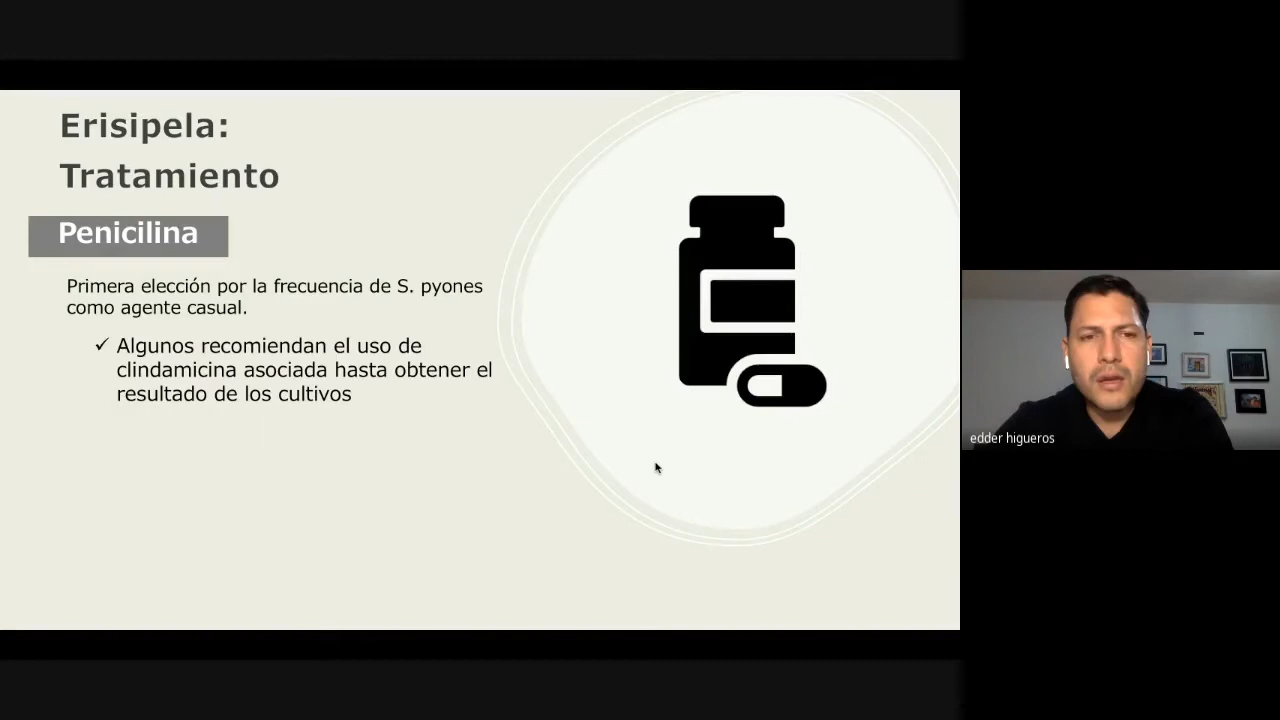 Erisipela:
Tratamiento
Penicilina
Primera elección por la frecuencia de S. pyones
como agente casual.
✓ Algunos recomiendan el uso de
clindamicina asociada hasta obtener el
resultado de los cultivos
edder higueros